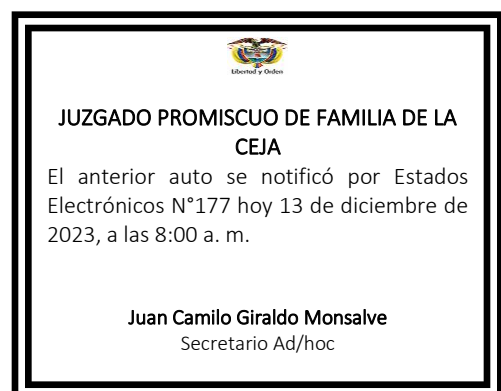 Libertad y Orden
JUZGADO PROMISCUO DE FAMILIA DE LA
CEJA
El anterior auto se notificó por Estados
Electrónicos N°177 hoy 13 de diciembre de
2023, a las 8:00 a. m.
Juan Camilo Giraldo Monsalve
Secretario Ad/hoc